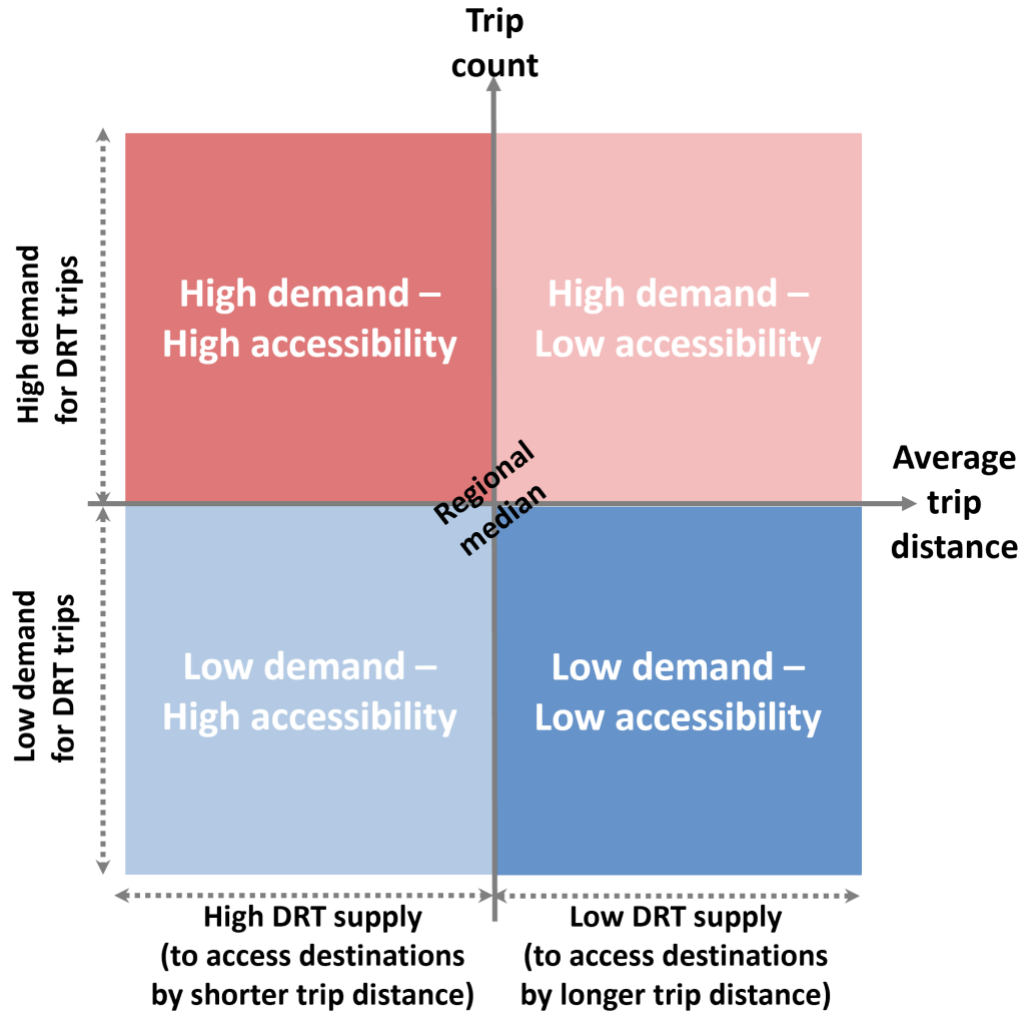 Trip
count
High demand
for DRT trips
High demand –
High accessibility
High demand –
Low accessibility
Regional
median
Average
trip
distance
Low demand
for DRT trips
Low demand –
High accessibility
Low demand –
Low accessibility
High DRT supply
(to access destinations
by shorter trip distance)
Low DRT supply
(to access destinations
by longer trip distance)